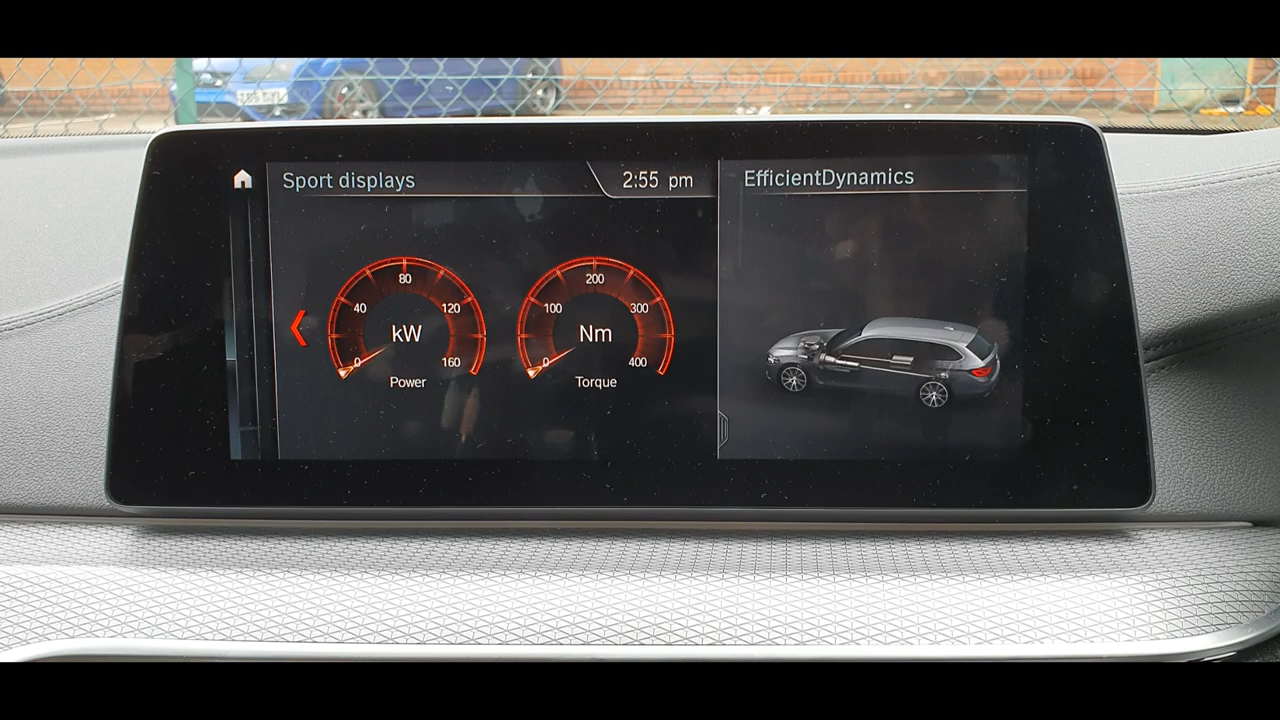 Sport displays
2:55 pm
EfficientDynamics
80
40
120
kW
0
160
Power
200
100
300
Nm
0
400
Torque